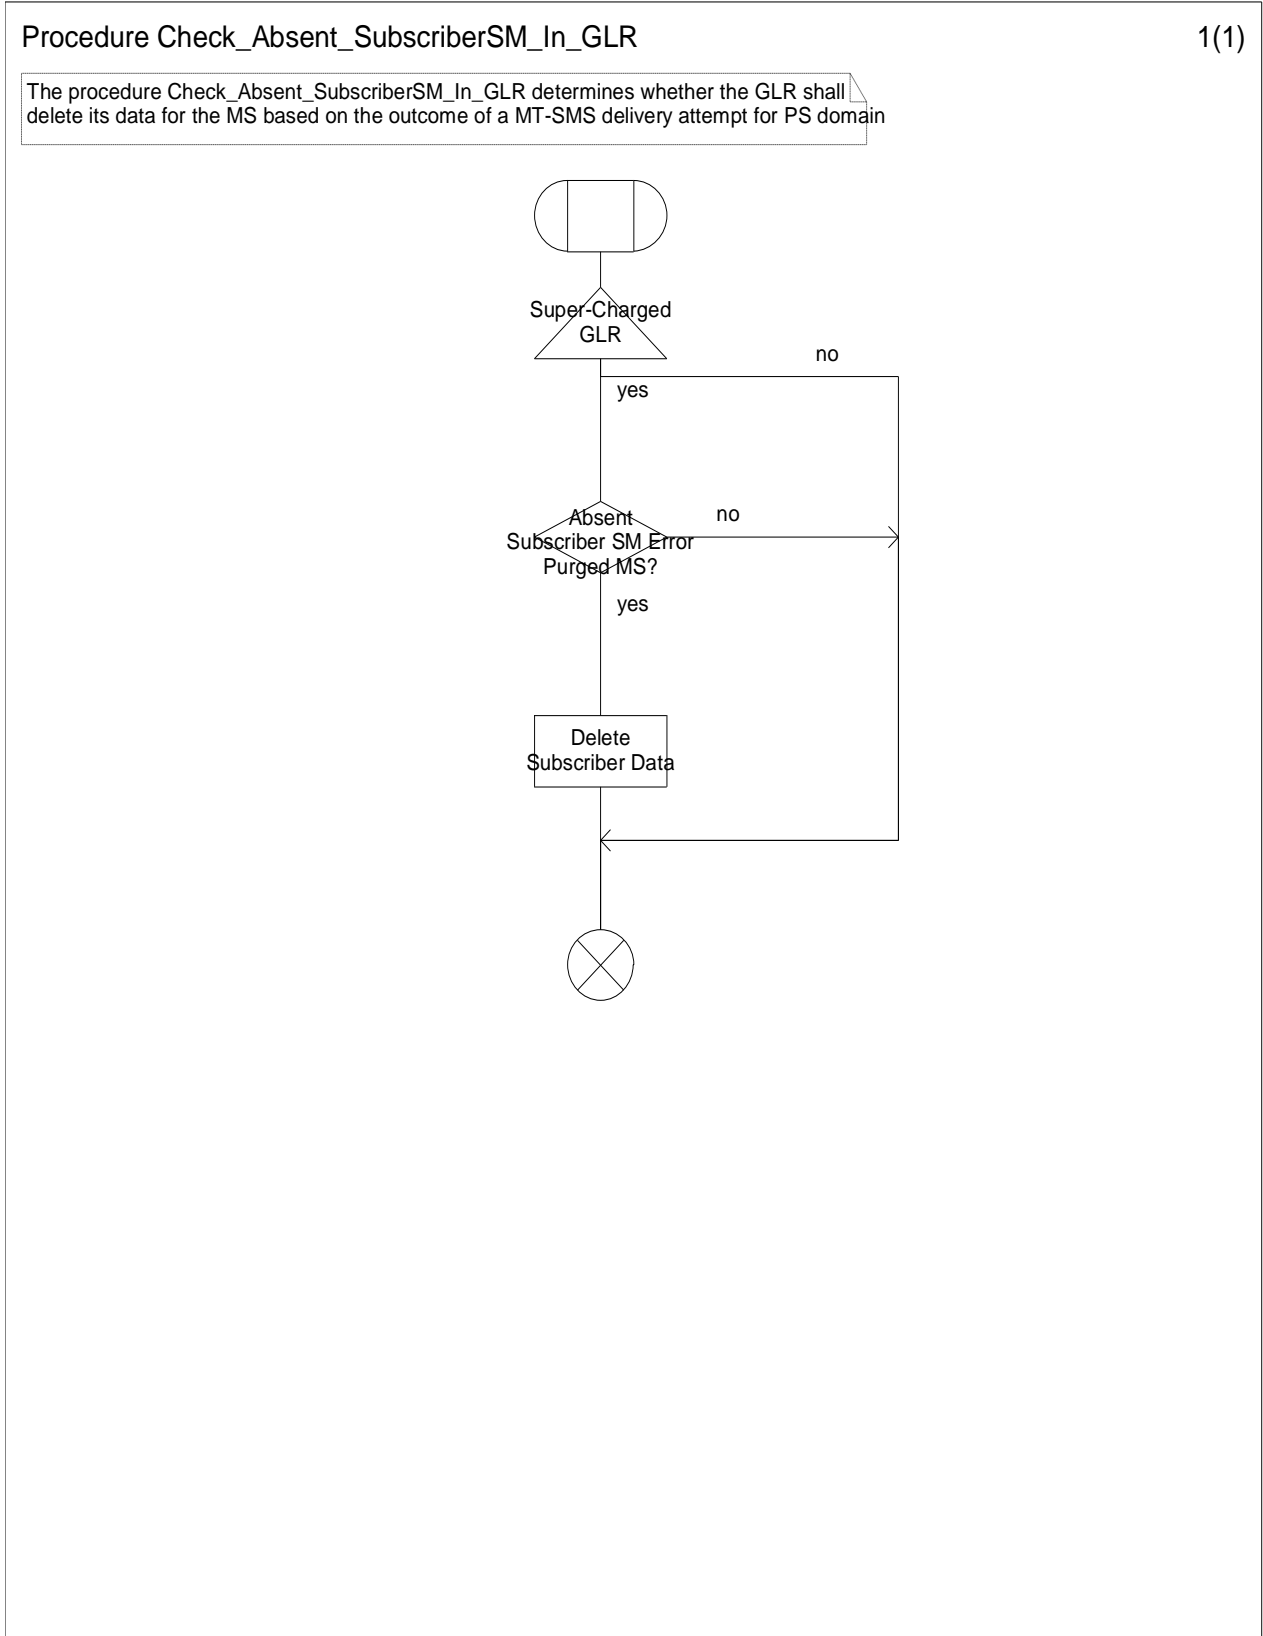 Procedure Check_Absent_SubscriberSM_In_GLR
1(1)
The procedure Check_Absent_SubscriberSM_In_GLR determines whether the GLR shall
delete its data for the MS based on the outcome of a MT-SMS delivery attempt for PS domain
Super-Charged
GLR
no
yes
Absent
Subscriber SM Error
Purged MS?
no
yes
Delete
Subscriber Data